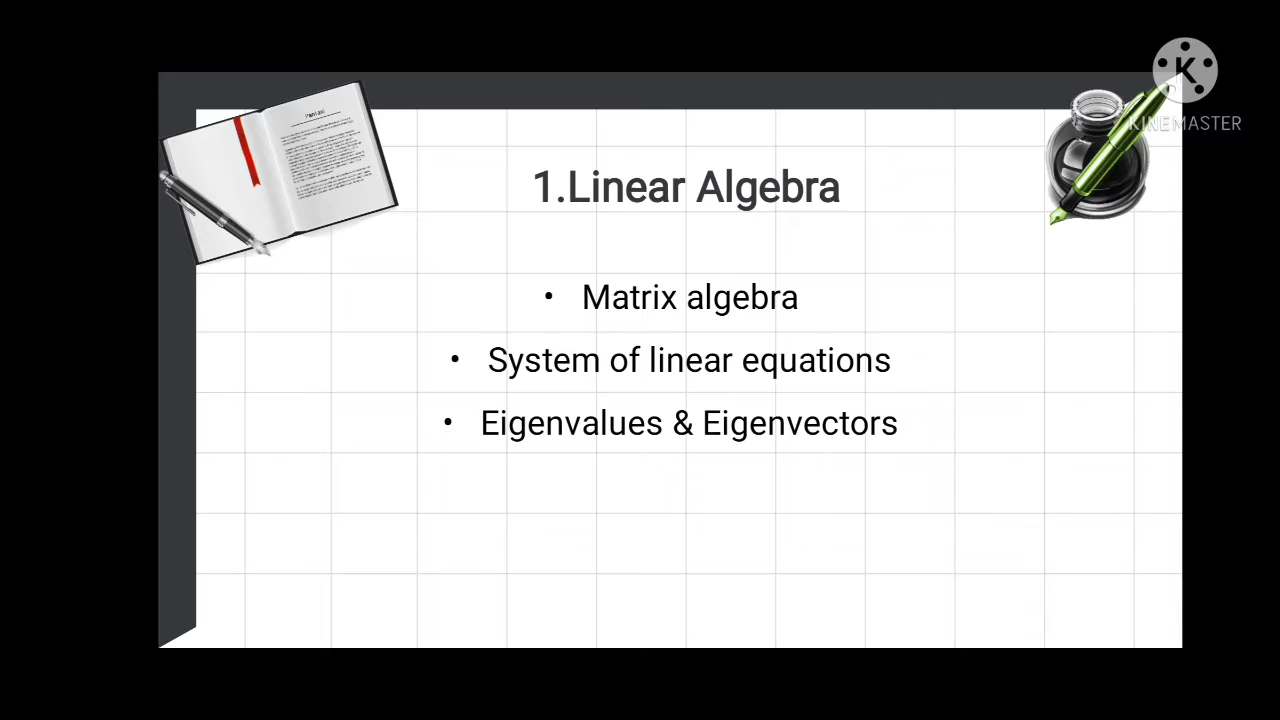 K
KINEMASTER
1.Linear Algebra
• Matrix algebra
• System of linear equations
• Eigenvalues & Eigenvectors